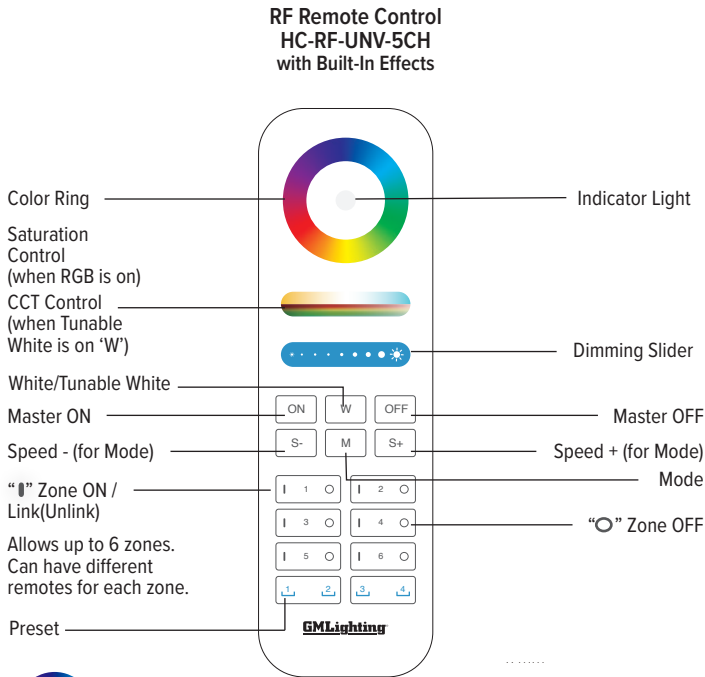 RF Remote Control
HC-RF-UNV-5CH
with Built-In Effects
Color Ring
Indicator Light
Saturation
Control
(when RGB is on)
CCT Control
(when Tunable
White is on ‘W’)
Dimming Slider
White/Tunable White
ON W OFF
Master ON
Master OFF
S- M S+
Speed - (for Mode)
Speed + (for Mode)
Mode
“I” Zone ON /
Link(Unlink)
I 1 O I 2 O
I 3 O I 4 O
“O” Zone OFF
Allows up to 6 zones.
Can have different
remotes for each zone.
I 5 O I 6 O
1 2 3 4
Preset
GMLighting